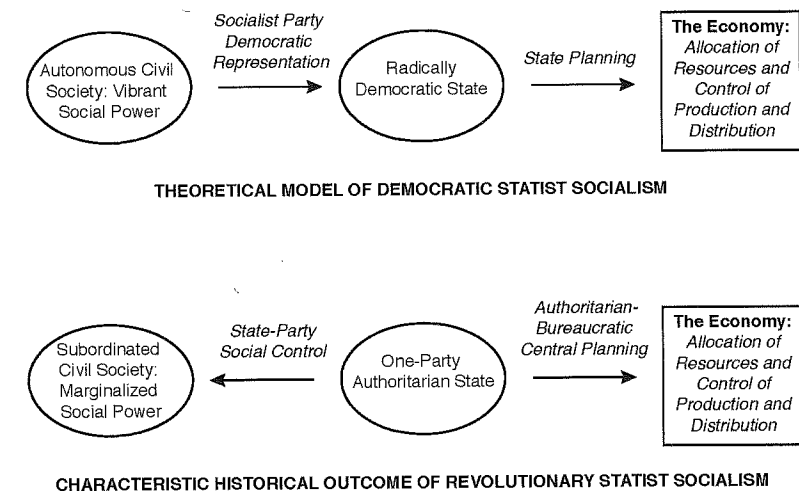 Socialist Party
Democratic
Representation
Autonomous Civil
Society: Vibrant
Social Power
Radically
Democratic State
State Planning
The Economy:
Allocation of
Resources and
Control of
Production and
Distribution
THEORETICAL MODEL OF DEMOCRATIC STATIST SOCIALISM
Subordinated
Civil Society:
Marginalized
Social Power
State-Party
Social Control
One-Party
Authoritarian State
Authoritarian-
Bureaucratic
Central Planning
The Economy:
Allocation of
Resources and
Control of
Production and
Distribution
CHARACTERISTIC HISTORICAL OUTCOME OF REVOLUTIONARY STATIST SOCIALISM